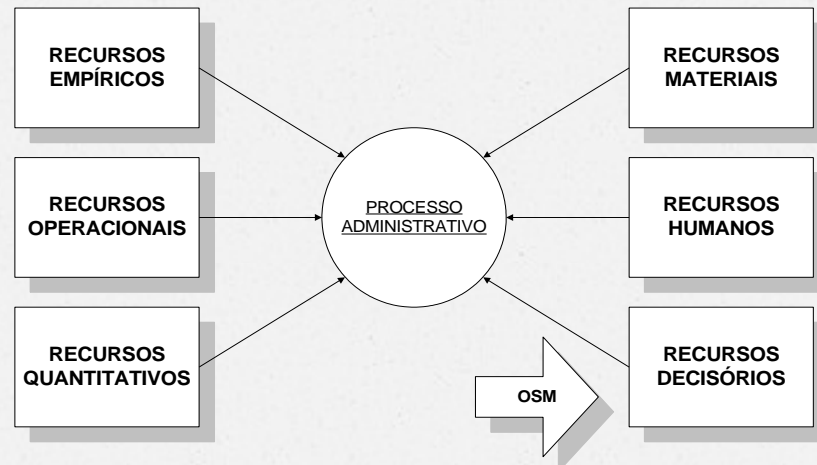 RECURSOS
EMPÍRICOS
RECURSOS
MATERIAIS
RECURSOS
OPERACIONAIS
PROCESSO
ADMINISTRATIVO
RECURSOS
HUMANOS
RECURSOS
QUANTITATIVOS
OSM
RECURSOS
DECISÓRIOS